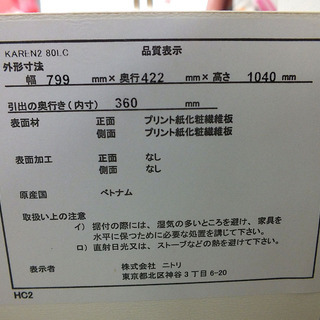 KAREN2 80LC 品質表示
外形寸法
幅 799 mm×奥行 422 mm×高さ 1040 mm
引出の奥行き(内寸) 360 mm
表面材 正面 プリント紙化粧繊維板
側面 プリント紙化粧繊維板
表面加工 正面 なし
側面 なし
原産国 ベトナム
取扱い上の注意
イ) 据付の際には、湿気の多いところを避け、家具を
水平に保つために必要な処置を講じて下さい。
ロ) 直射日光又は、ストーブなどの熱を避けて下さい。
表示者 株式会社 ニトリ
東京都北区神谷3丁目6-20
HC2